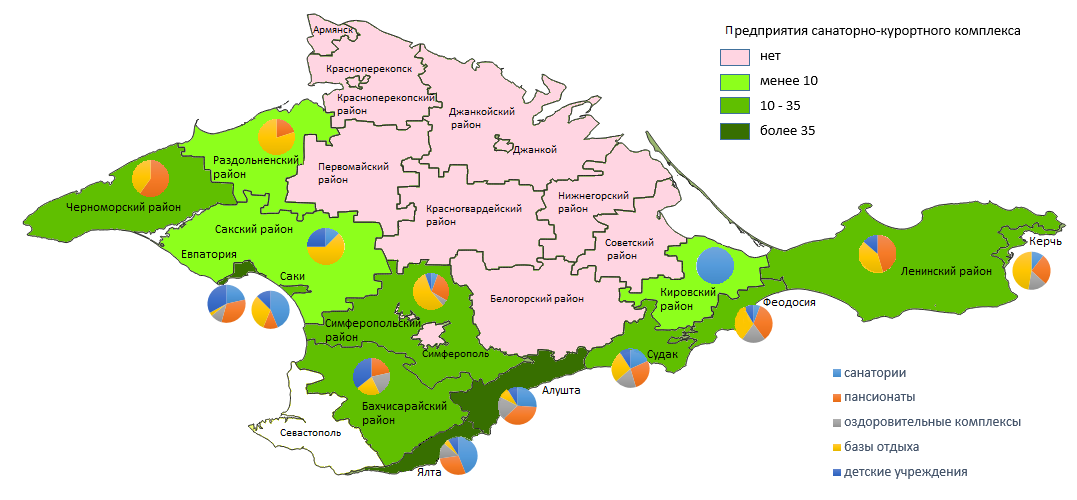 Предприятия санаторно-курортного комплекса
нет
менее 10
10 - 35
более 35
Армянск
Красноперекопск
Красноперекопский
район
Джанкойский
район
Джанкой
Раздольненский
район
Первомайский
район
Черноморский район
Нижнегорский
район
Красногвардейский
район
Сакский район
Советский
район
Евпатория
Саки
Кировский
район
Керчь
Ленинский район
Белогорский район
Феодосия
Симферопольский
район
Симферополь
Судак
Алушта
Бахчисарайский
район
Севастополь
Ялта
санатории
пансионаты
оздоровительные комплексы
базы отдыха
детские учреждения